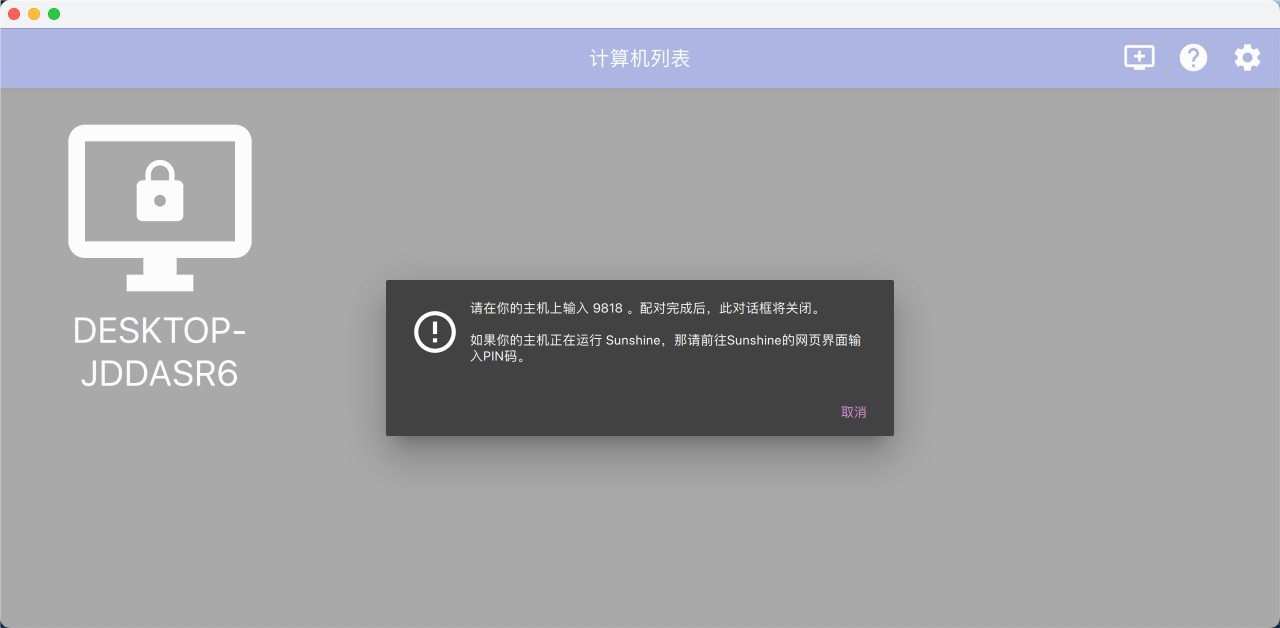 计算机列表
DESKTOP-
JDDASR6
请在你的主机上输入 9818 。配对完成后，此对话框将关闭。
如果你的主机正在运行 Sunshine，那请前往Sunshine的网页界面输
入PIN码。
取消